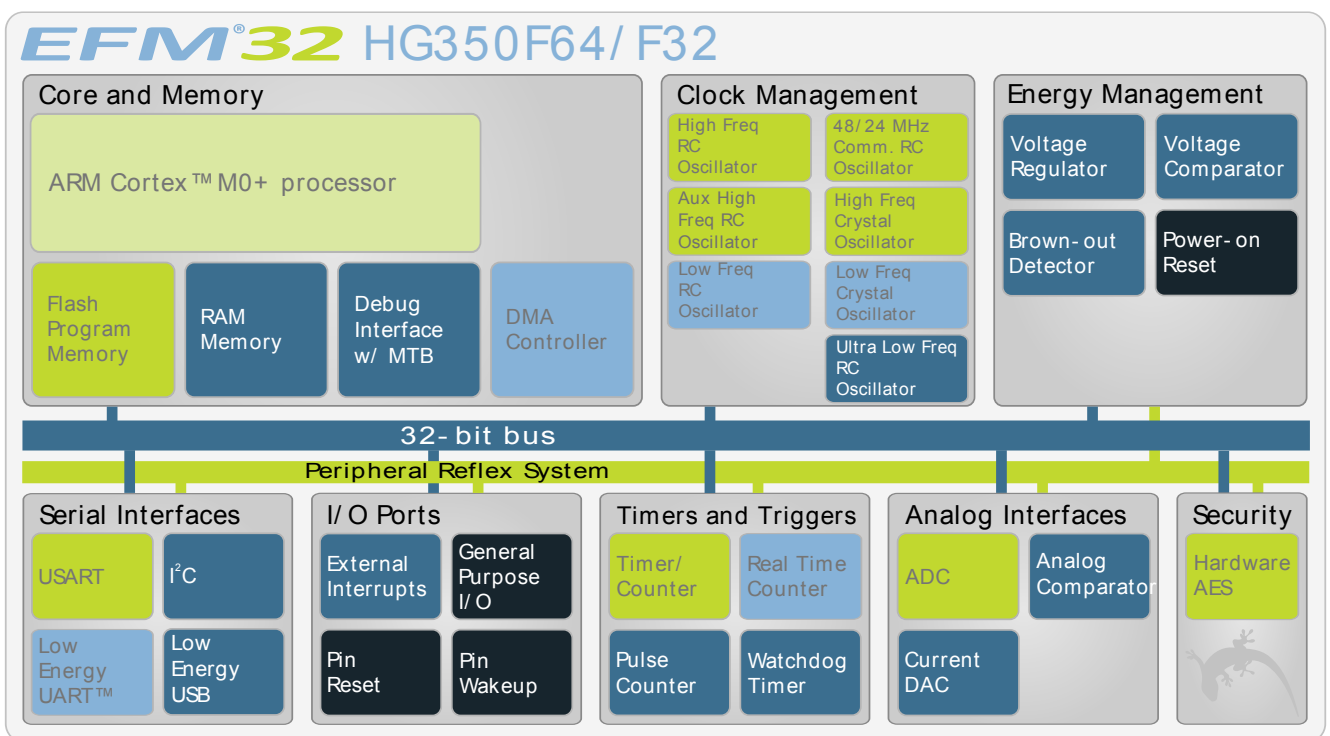 EFM®32 HG350F64/F32
Core and Memory
ARM Cortex™ M0+ processor
Flash
Program
Memory
RAM
Memory
Debug
Interface
w/ MTB
DMA
Controller
Clock Management
High Freq
RC
Oscillator
48/24 MHz
Comm. RC
Oscillator
Aux High
Freq RC
Oscillator
High Freq
Crystal
Oscillator
Low Freq
RC
Oscillator
Low Freq
Crystal
Oscillator
Ultra Low Freq
RC
Oscillator
Energy Management
Voltage
Regulator
Voltage
Comparator
Brown-out
Detector
Power-on
Reset
32-bit bus
Peripheral Reflex System
Serial Interfaces
USART
I²C
Low
Energy
UART™
Low
Energy
USB
I/O Ports
External
Interrupts
General
Purpose
I/O
Pin
Reset
Pin
Wakeup
Timers and Triggers
Timer/
Counter
Real Time
Counter
Pulse
Counter
Watchdog
Timer
Analog Interfaces
ADC
Analog
Comparator
Current
DAC
Security
Hardware
AES